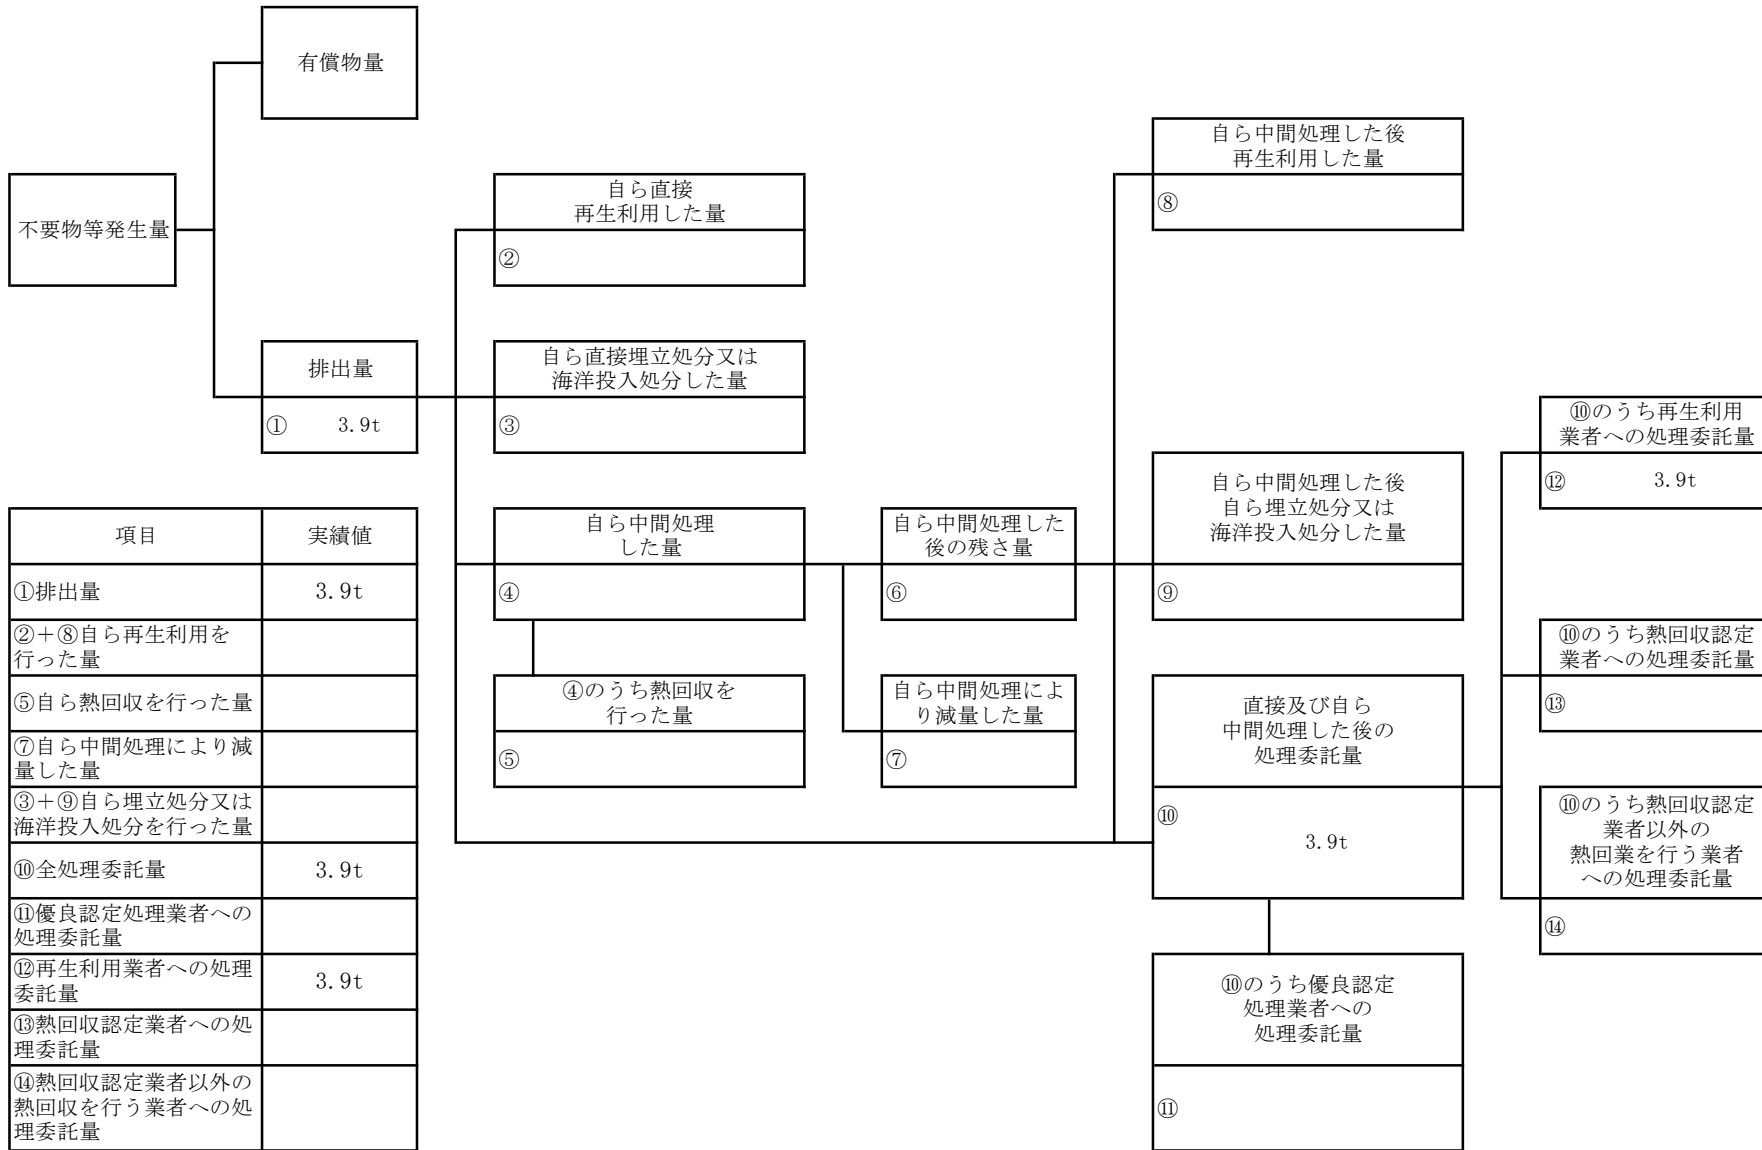 有償物量
不要物等発生量
排出量
① 3.9t
自ら直接
再生利用した量
②
自ら直接埋立処分又は
海洋投入処分した量
③
自ら中間処理
した量
④
④のうち熱回収を
行った量
⑤
自ら中間処理した
後の残さ量
⑥
自ら中間処理によ
り減量した量
⑦
自ら中間処理した後
再生利用した量
⑧
自ら中間処理した後
自ら埋立処分又は
海洋投入処分した量
⑨
直接及び自ら
中間処理した後の
処理委託量
⑩
3.9t
⑩のうち優良認定
処理業者への
処理委託量
⑪
⑩のうち再生利用
業者への処理委託量
⑫ 3.9t
⑩のうち熱回収認定
業者への処理委託量
⑬
⑩のうち熱回収認定
業者以外の
熱回業を行う業者
への処理委託量
⑭
項目 実績値
①排出量 3.9t
②+⑧自ら再生利用を
行った量
⑤自ら熱回収を行った量
⑦自ら中間処理により減
量した量
③+⑨自ら埋立処分又は
海洋投入処分を行った量
⑩全処理委託量 3.9t
⑪優良認定処理業者への
処理委託量
⑫再生利用業者への処理
委託量 3.9t
⑬熱回収認定業者への処
理委託量
⑭熱回収認定業者以外の
熱回収を行う業者への処
理委託量